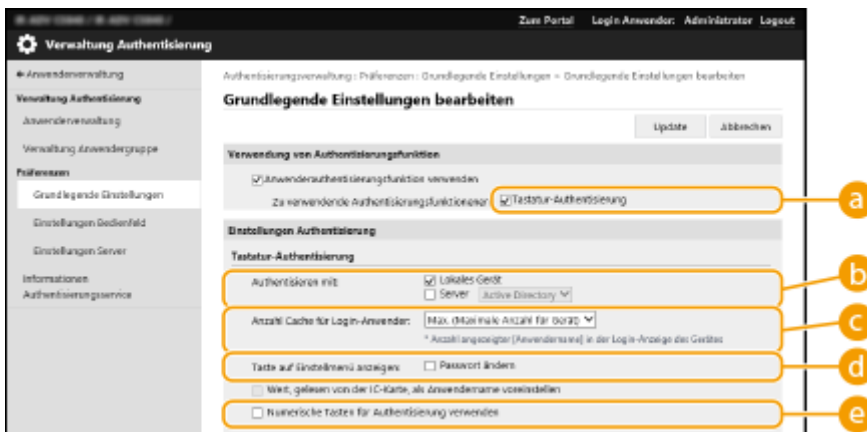 Zum Portal Login Anwender: Administrator Logout
Verwaltung Authentisierung
Anwenderverwaltung
Authentisierungsverwaltung : Präferenzen : Grundlegende Einstellungen > Grundlegende Einstellungen bearbeiten
Verwaltung Authentisierung
Grundlegende Einstellungen bearbeiten
Anwenderverwaltung
Update Abbrechen
Verwaltung Anwendergruppe
Verwendung von Authentisierungsfunktion
Präferenzen
Anwenderauthentisierungsfunktion verwenden
Grundlegende Einstellungen
Zu verwendende Authentisierungsfunktionen: Tastatur-Authentisierung
a
Einstellungen Bedienfeld
Einstellungen Authentisierung
Einstellungen Server
Tastatur-Authentisierung
Informationen
Authentisierungsservice
Authentisieren mit: Lokales Gerät
Server Active Directory
b
Anzahl Cache für Login-Anwender: Max. (Maximale Anzahl für Gerät)
* Anzahl angezeigter [Anwendername] in der Login-Anzeige des Gerätes
c
Taste auf Einstellmenü anzeigen: Passwort ändern
d
Wert, gelesen von der IC-Karte, als Anwendername voreinstellen
Numerische Tasten für Authentisierung verwenden
e